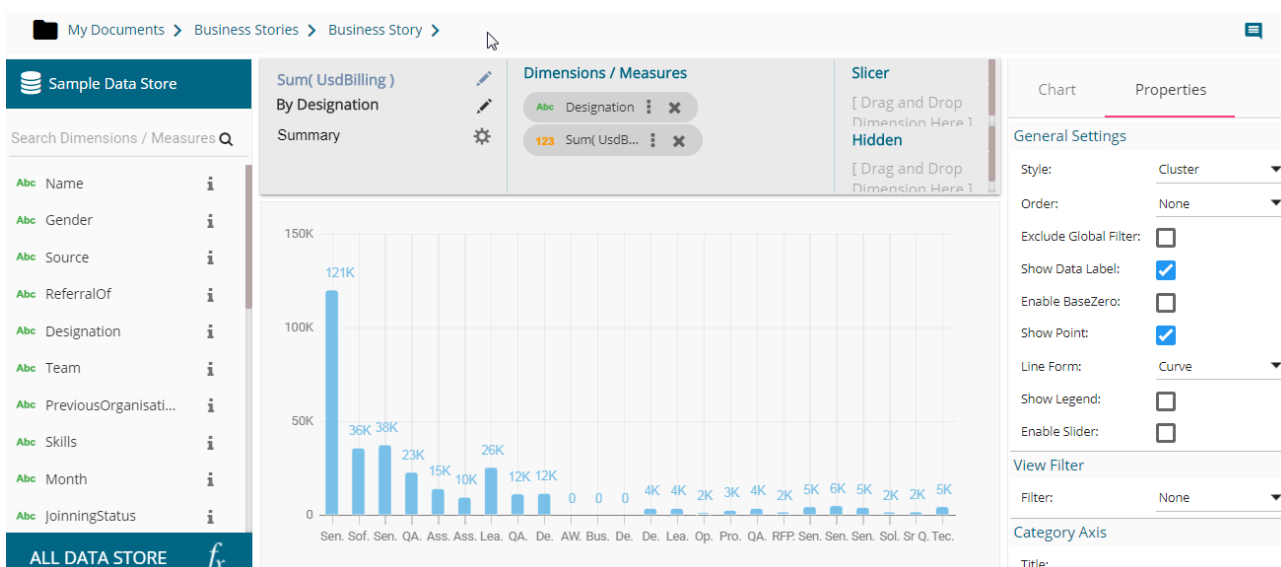 My Documents > Business Stories > Business Story >
Sample Data Store
Search Dimensions / Measures
Abc Name i
Abc Gender i
Abc Source i
Abc ReferralOf i
Abc Designation i
Abc Team i
Abc PreviousOrganisati... i
Abc Skills i
Abc Month i
Abc JoinningStatus i
ALL DATA STORE fx
Sum( UsdBilling )
By Designation
Summary
Dimensions / Measures
Abc Designation
123 Sum( UsdB...
Slicer
[ Drag and Drop
Dimension Here ]
Hidden
[ Drag and Drop
Dimension Here ]
150K
100K
50K
0
121K 36K 38K 23K 15K 10K 26K 12K 12K 0 0 0 4K 4K 2K 3K 4K 2K 5K 6K 5K 2K 2K 5K
Sen. Sof. Sen. QA. Ass. Ass. Lea. QA. De. AW. Bus. De. De. Lea. Op. Pro. QA. RFP. Sen. Sen. Sen. Sol. Sr Q. Tec.
Chart Properties
General Settings
Style: Cluster
Order: None
Exclude Global Filter:
Show Data Label:
Enable BaseZero:
Show Point:
Line Form: Curve
Show Legend:
Enable Slider:
View Filter
Filter: None
Category Axis
Title: